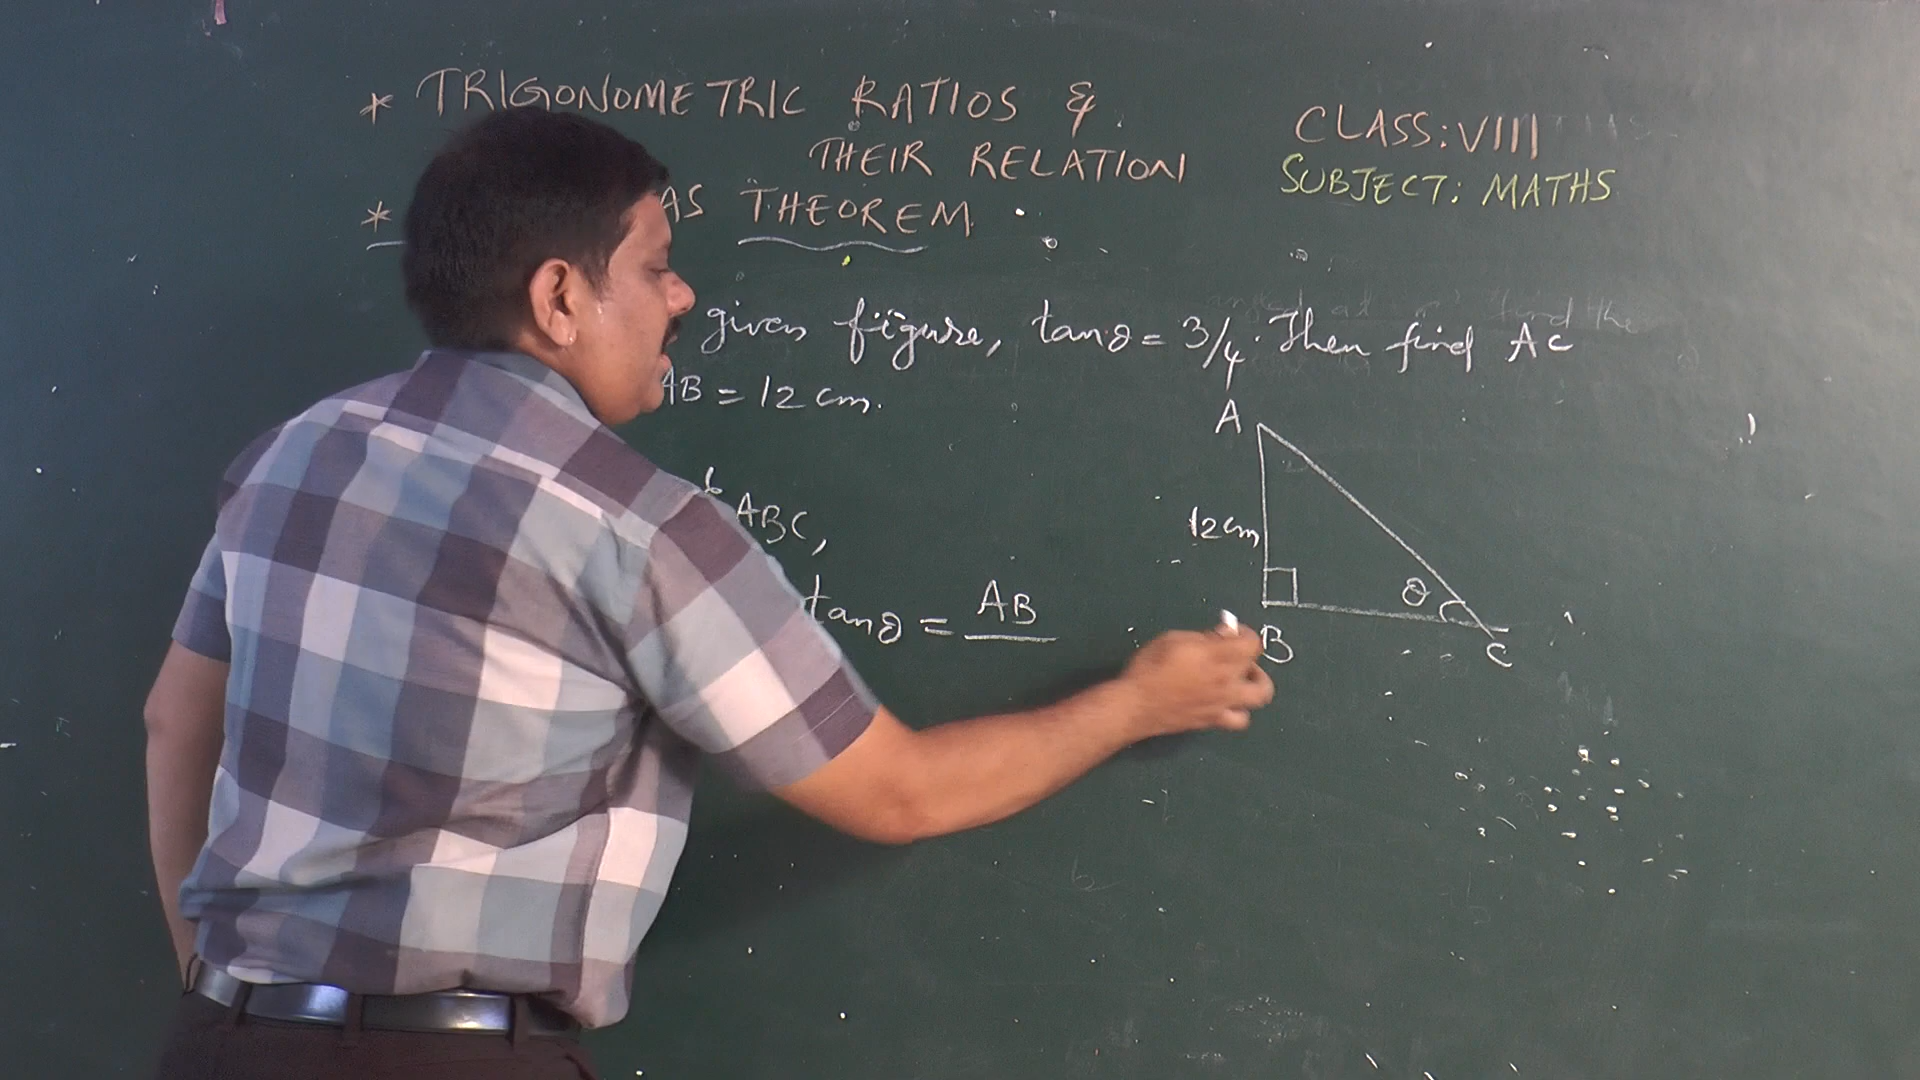 * TRIGONOMETRIC RATIOS &
THEIR RELATION
* AS THEOREM
CLASS: VIII
SUBJECT: MATHS
given figure, tanθ = 3/4. Then find AC
AB = 12 cm.
ABC,
tanθ = AB
A
12cm
θ
B
C